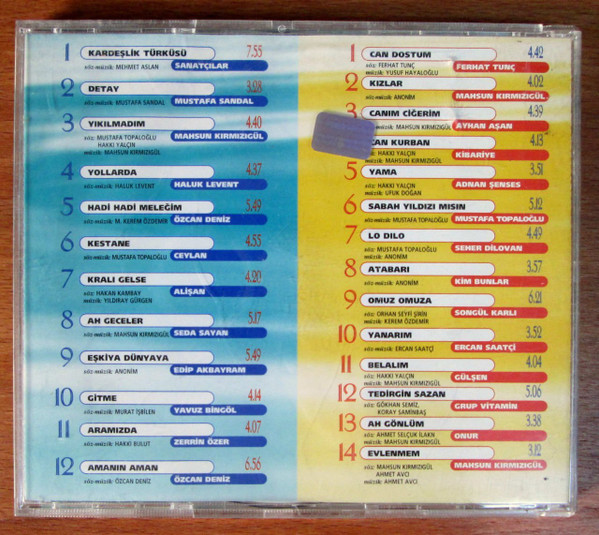 1 KARDEŞLİK TÜRKÜSÜ 7.55
söz-müzik: MEHMET ASLAN SANATÇILAR
2 DETAY 3.28
söz-müzik: MUSTAFA SANDAL MUSTAFA SANDAL
3 YIKILMADIM 4.40
söz: MUSTAFA TOPALOĞLU MAHSUN KIRMIZIGÜL
HAKKI YALÇIN
müzik: MAHSUN KIRMIZIGÜL
4 YOLLARDA 4.37
söz-müzik: HALUK LEVENT HALUK LEVENT
5 HADİ HADİ MELEĞİM 5.49
söz-müzik: M. KEREM ÖZDEMİR ÖZCAN DENİZ
6 KESTANE 4.55
söz-müzik: MUSTAFA TOPALOĞLU CEYLAN
7 KRALI GELSE 4.20
söz: HAKAN KAMBAY ALİŞAN
müzik: YILDIRAY GÜRGEN
8 AH GECELER 5.17
söz-müzik: MAHSUN KIRMIZIGÜL SEDA SAYAN
9 EŞKİYA DÜNYAYA 5.49
söz-müzik: ANONİM EDİP AKBAYRAM
10 GİTME 4.14
söz-müzik: MURAT İŞBİLEN YAVUZ BİNGÖL
11 ARAMIZDA 4.07
söz-müzik: HAKKI BULUT ZERRİN ÖZER
12 AMANIN AMAN 6.56
söz-müzik: ÖZCAN DENİZ ÖZCAN DENİZ
1 CAN DOSTUM 4.42
söz: FERHAT TUNÇ FERHAT TUNÇ
müzik: YUSUF HAYALOĞLU
2 KIZLAR 4.02
söz-müzik: ANONİM MAHSUN KIRMIZIGÜL
3 CANIM CİĞERİM 4.39
müzik: MAHSUN KIRMIZIGÜL AYHAN AŞAN
CAN KURBAN 4.13
söz: HAKKI YALÇIN KİBARİYE
müzik: MAHSUN KIRMIZIGÜL
5 YAMA 3.51
söz: HAKKI YALÇIN ADNAN ŞENSES
müzik: UFUK DOĞAN
6 SABAH YILDIZI MISIN 5.12
söz-müzik: MUSTAFA TOPALOĞLU MUSTAFA TOPALOĞLU
7 LO DILO 4.49
söz: MUSTAFA TOPALOĞLU SEHER DİLOVAN
müzik: ANONİM
8 ATABARI 3.57
söz-müzik: ANONİM KİM BUNLAR
9 OMUZ OMUZA 6.21
söz: ORHAN SEYFİ ŞİRİN SONGÜL KARLI
müzik: KEREM ÖZDEMİR
10 YANARIM 3.52
söz-müzik: ERCAN SAATÇİ ERCAN SAATÇİ
11 BELALIM 4.04
söz: HAKKI YALÇIN GÜLŞEN
müzik: MAHSUN KIRMIZIGÜL
12 TEDİRGİN SAZAN 5.06
söz: GÖKHAN SEMİZ, GRUP VİTAMİN
KORAY SAMİNBAŞ
13 AH GÖNLÜM 3.38
söz: AHMET SELÇUK İLAKN ONUR
müzik: MAHSUN KIRMIZIGÜL
14 EVLENMEM 3.12
söz: MAHSUN KIRMIZIGÜL MAHSUN KIRMIZIGÜL
AHMET AVCI
müzik: AHMET AVCI